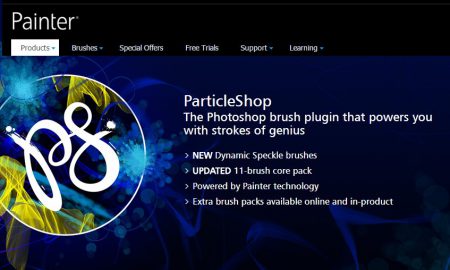 Painter
Products Brushes Special Offers Free Trials Support Learning
ps
ParticleShop
The Photoshop brush plugin that powers you
with strokes of genius
> NEW Dynamic Speckle brushes
> UPDATED 11-brush core pack
> Powered by Painter technology
> Extra brush packs available online and in-product